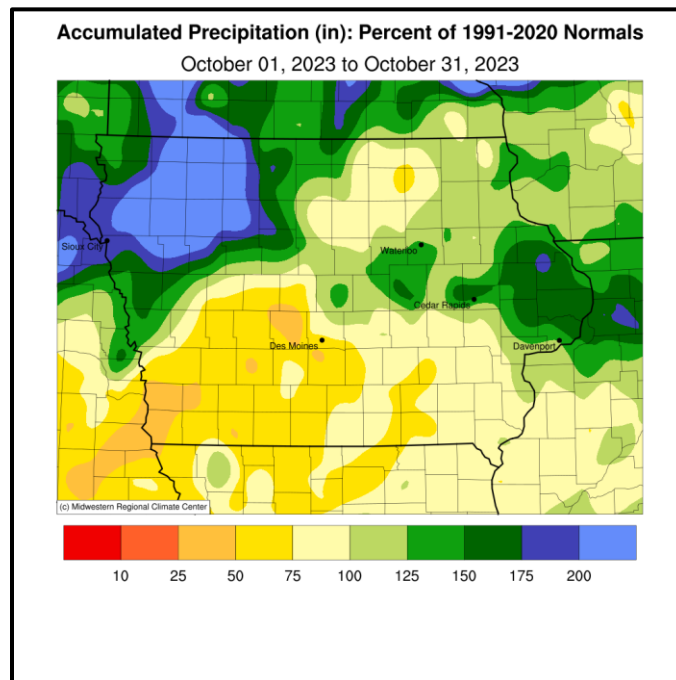 Accumulated Precipitation (in): Percent of 1991-2020 Normals
October 01, 2023 to October 31, 2023
Sioux City
Waterloo
Cedar Rapids
Des Moines
Davenport
(c) Midwestern Regional Climate Center
10 25 50 75 100 125 150 175 200